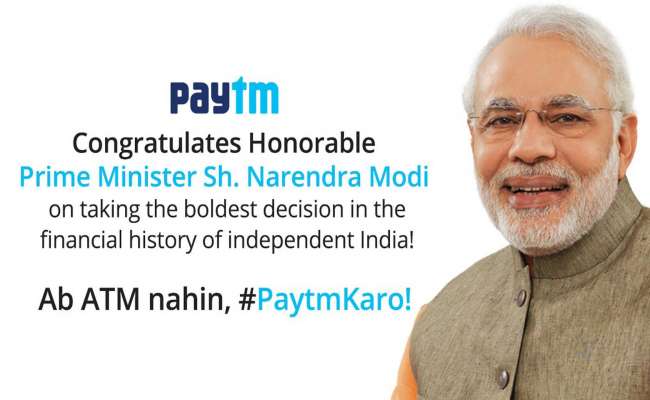 paytm
Congratulates Honorable
Prime Minister Sh. Narendra Modi
on taking the boldest decision in the
financial history of independent India!
Ab ATM nahin, #PaytmKaro!